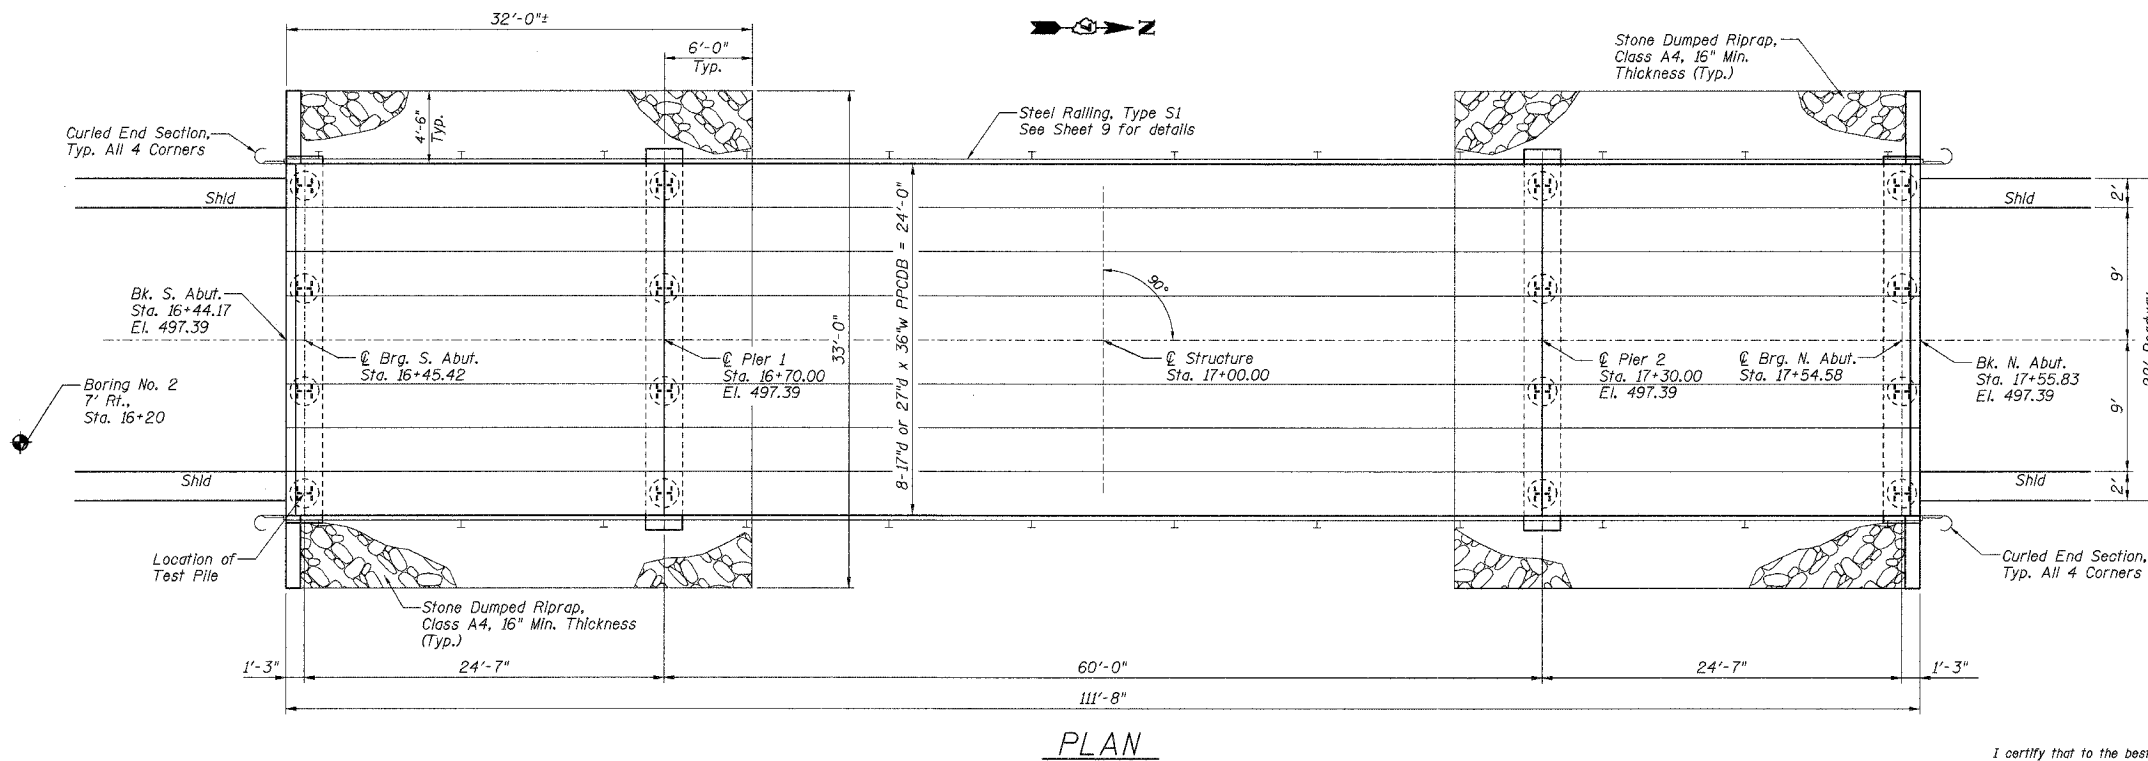 32'-0"±
6'-0"
Typ.
N
Stone Dumped Riprap,
Class A4, 16" Min.
Thickness (Typ.)
Curled End Section,
Typ. All 4 Corners
4'-6"
Typ.
Steel Railing, Type S1
See Sheet 9 for details
Shld
Shld
2'
9'
9'
2'
8-17"d or 27"d x 36"w PPCDB = 24'-0"
33'-0"
90°
Bk. S. Abut.
Sta. 16+44.17
El. 497.39
℄ Brg. S. Abut.
Sta. 16+45.42
℄ Pier 1
Sta. 16+70.00
El. 497.39
℄ Structure
Sta. 17+00.00
℄ Pier 2
Sta. 17+30.00
El. 497.39
℄ Brg. N. Abut.
Sta. 17+54.58
Bk. N. Abut.
Sta. 17+55.83
El. 497.39
Boring No. 2
7' Rt.,
Sta. 16+20
Shld
Shld
Location of
Test Pile
Stone Dumped Riprap,
Class A4, 16" Min. Thickness
(Typ.)
Curled End Section,
Typ. All 4 Corners
1'-3"
24'-7"
60'-0"
24'-7"
1'-3"
111'-8"
PLAN
I certify that to the best